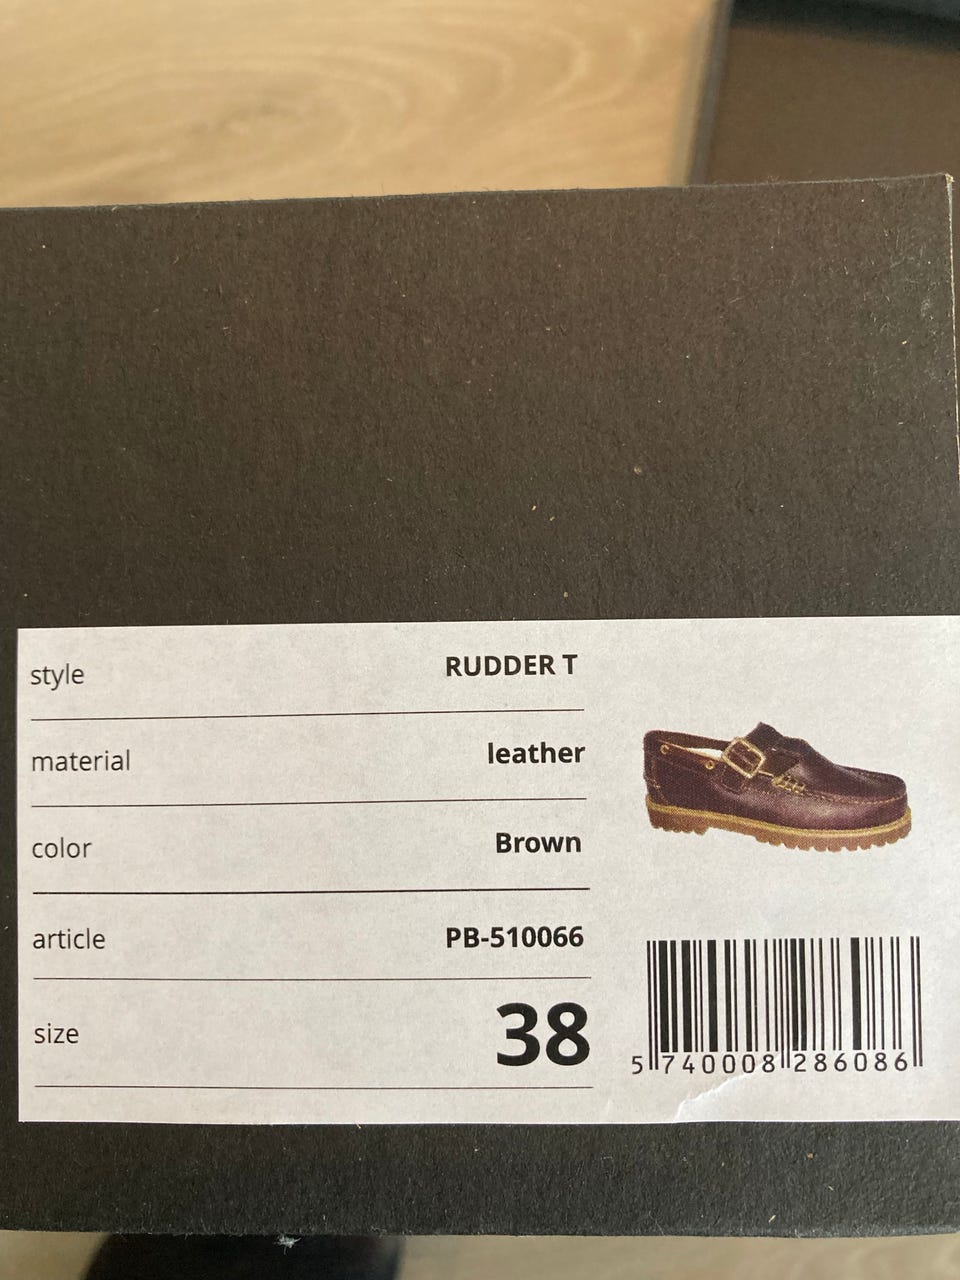 style RUDDER T
material leather
color Brown
article PB-510066
size 38
5 740008 286086